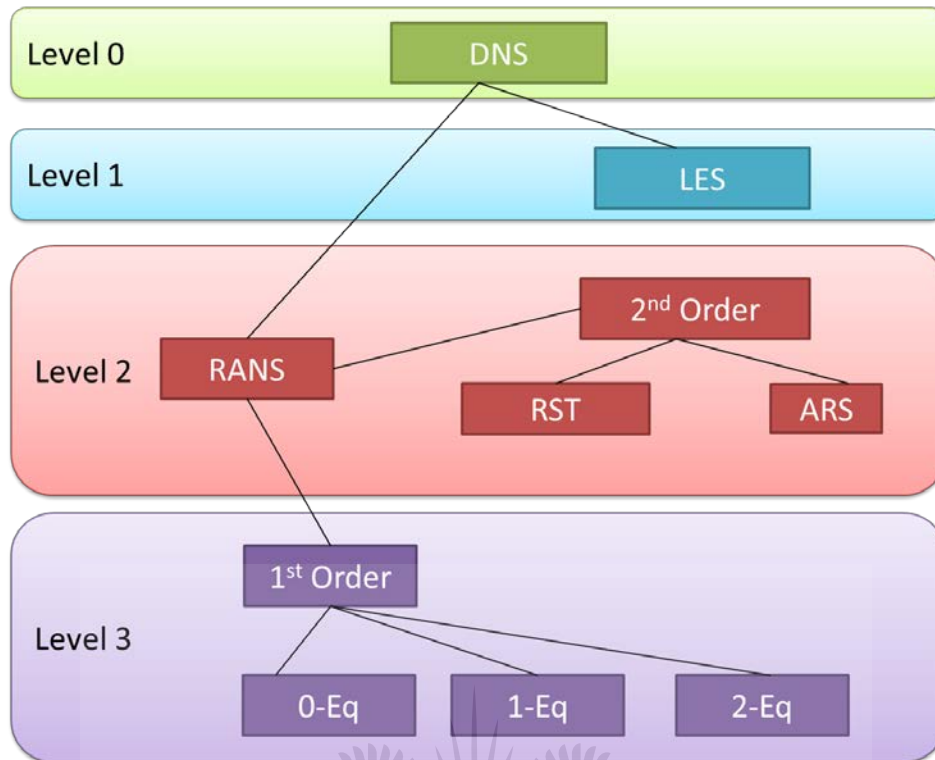 Level 0
DNS
Level 1
LES
Level 2
2nd Order
RANS
RST
ARS
1st Order
Level 3
0-Eq
1-Eq
2-Eq